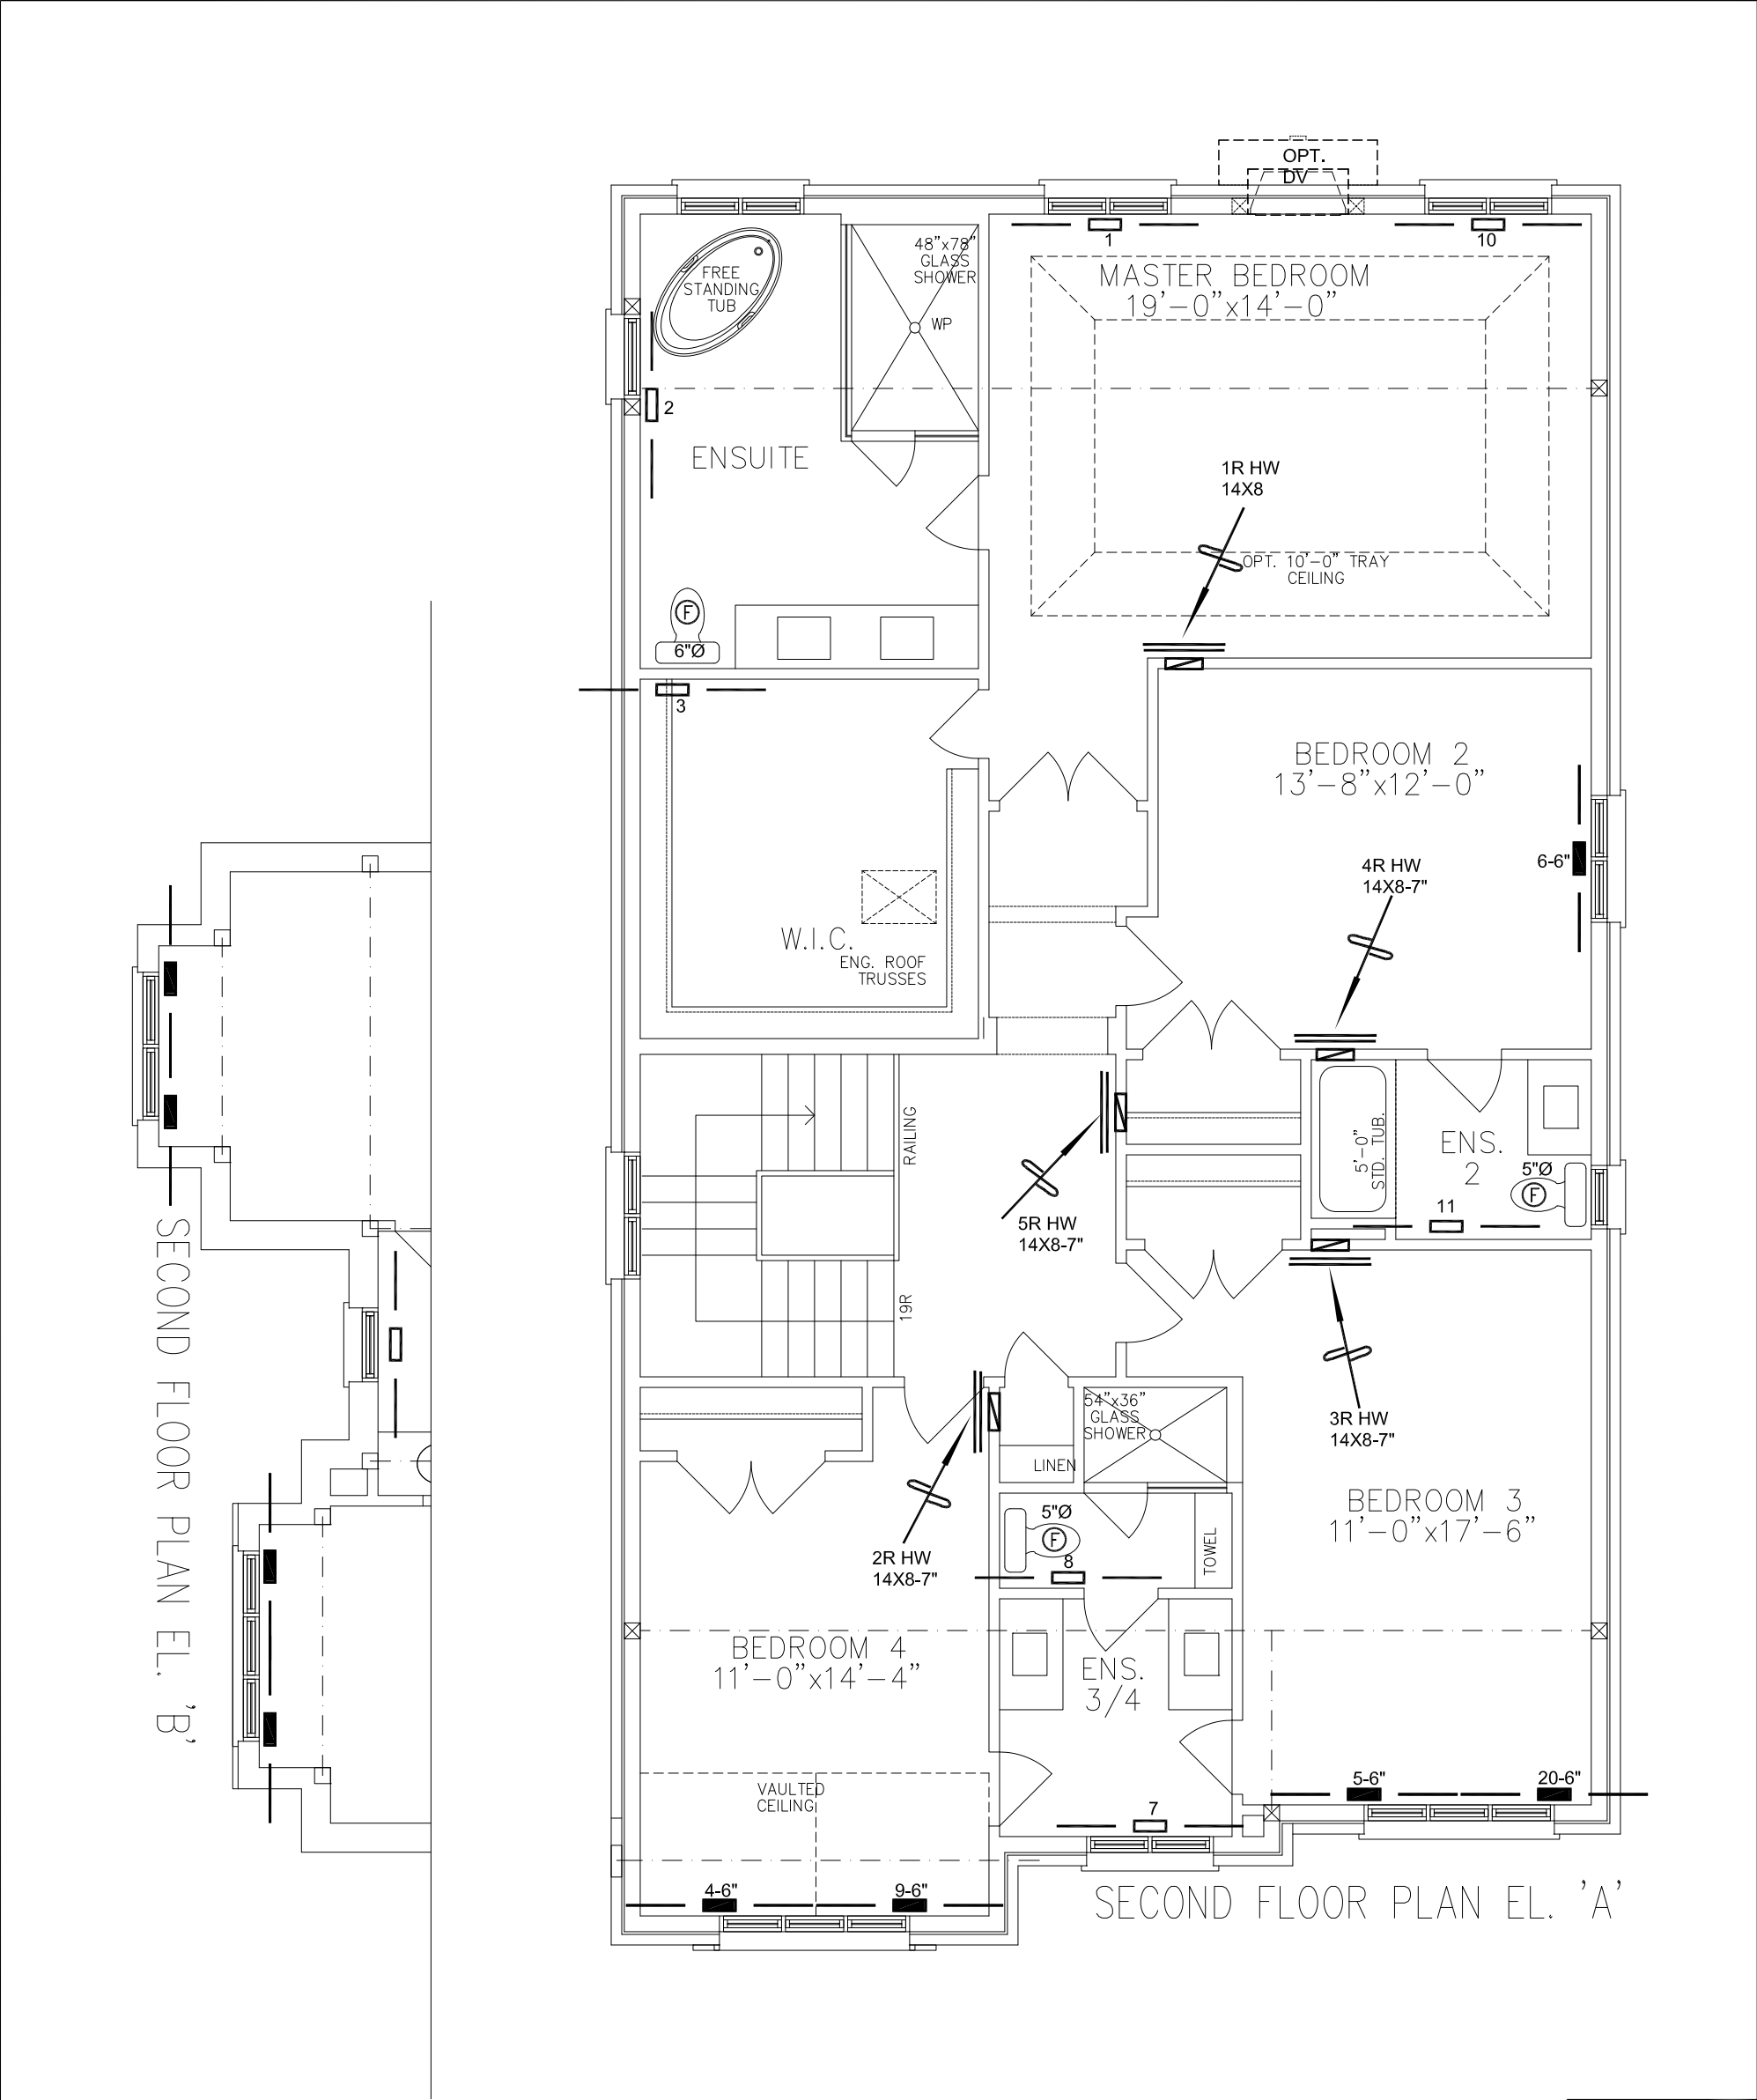 OPT.
DV
1
10
48"x78"
GLASS
SHOWER
WP
FREE
STANDING
TUB
MASTER BEDROOM
19'-0"x14'-0"
2
ENSUITE
1R HW
14X8
OPT. 10'-0" TRAY
CEILING
F
6"Ø
3
BEDROOM 2
13'-8"x12'-0"
6-6"
4R HW
14X8-7"
W.I.C.
ENG. ROOF
TRUSSES
RAILING
5'-0"
STD. TUB.
ENS.
2
5"Ø
F
11
5R HW
14X8-7"
19R
54"x36"
GLASS
SHOWER
LINEN
3R HW
14X8-7"
BEDROOM 3
11'-0"x17'-6"
5"Ø
F
8
TOWEL
2R HW
14X8-7"
BEDROOM 4
11'-0"x14'-4"
ENS.
3/4
VAULTED
CEILING
5-6"
20-6"
7
4-6"
9-6"
SECOND FLOOR PLAN EL. 'A'
SECOND FLOOR PLAN EL. 'B'